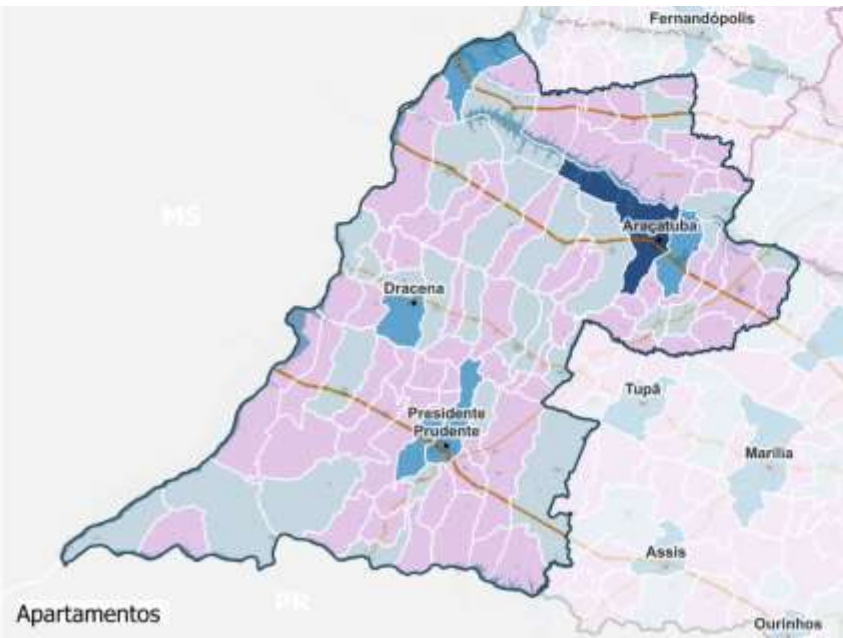 Fernandópolis
MS
Araçatuba
Dracena
Tupã
Presidente
Prudente
Marília
Assis
PR
Apartamentos
Ourinhos